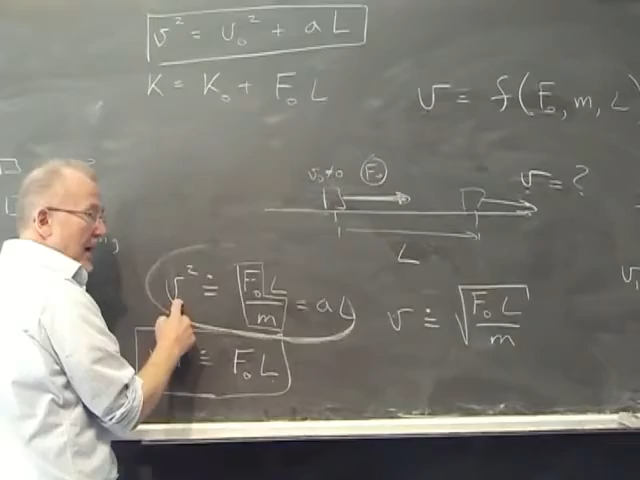 v² = v₀² + aL
K = K₀ + F₀L
v = f(F₀, m, L)
v₀≠0 F₀
v = ?
L
v² ≐ F₀L/m = aL
v ≐ √(F₀L/m)
≐ F₀L